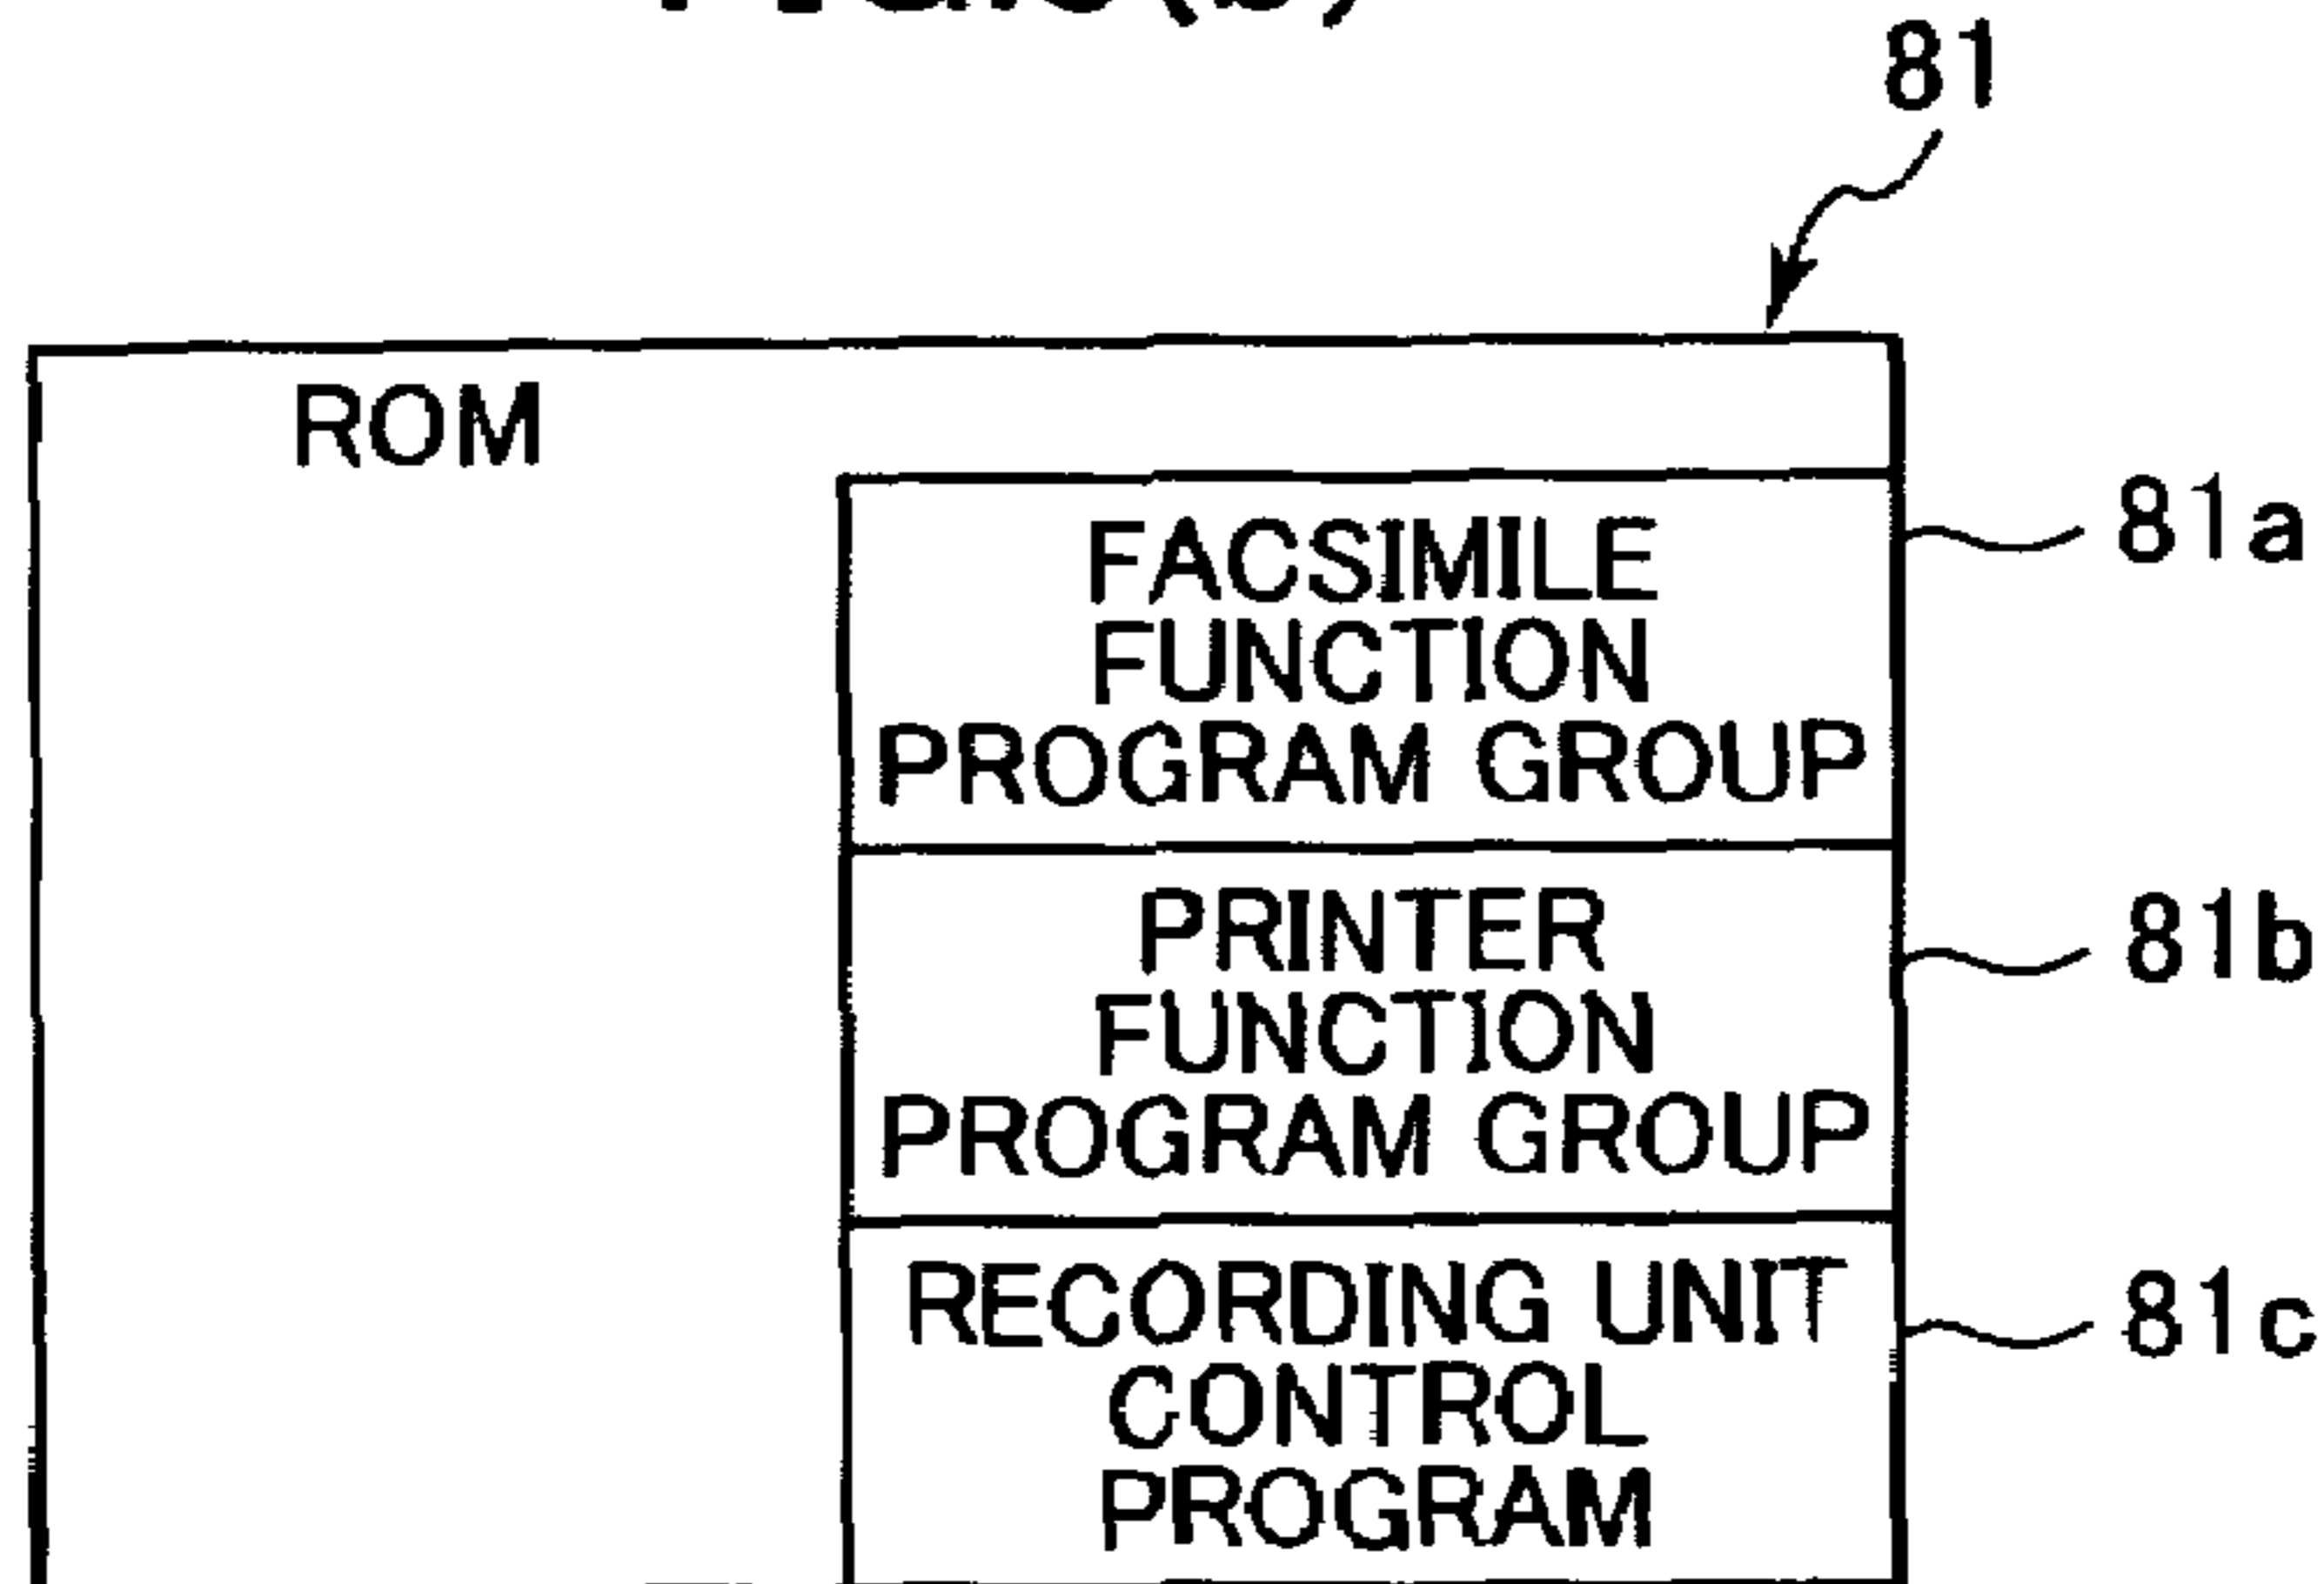 81
ROM
FACSIMILE
FUNCTION
PROGRAM GROUP
81a
PRINTER
FUNCTION
PROGRAM GROUP
81b
RECORDING UNIT
CONTROL
PROGRAM
81c